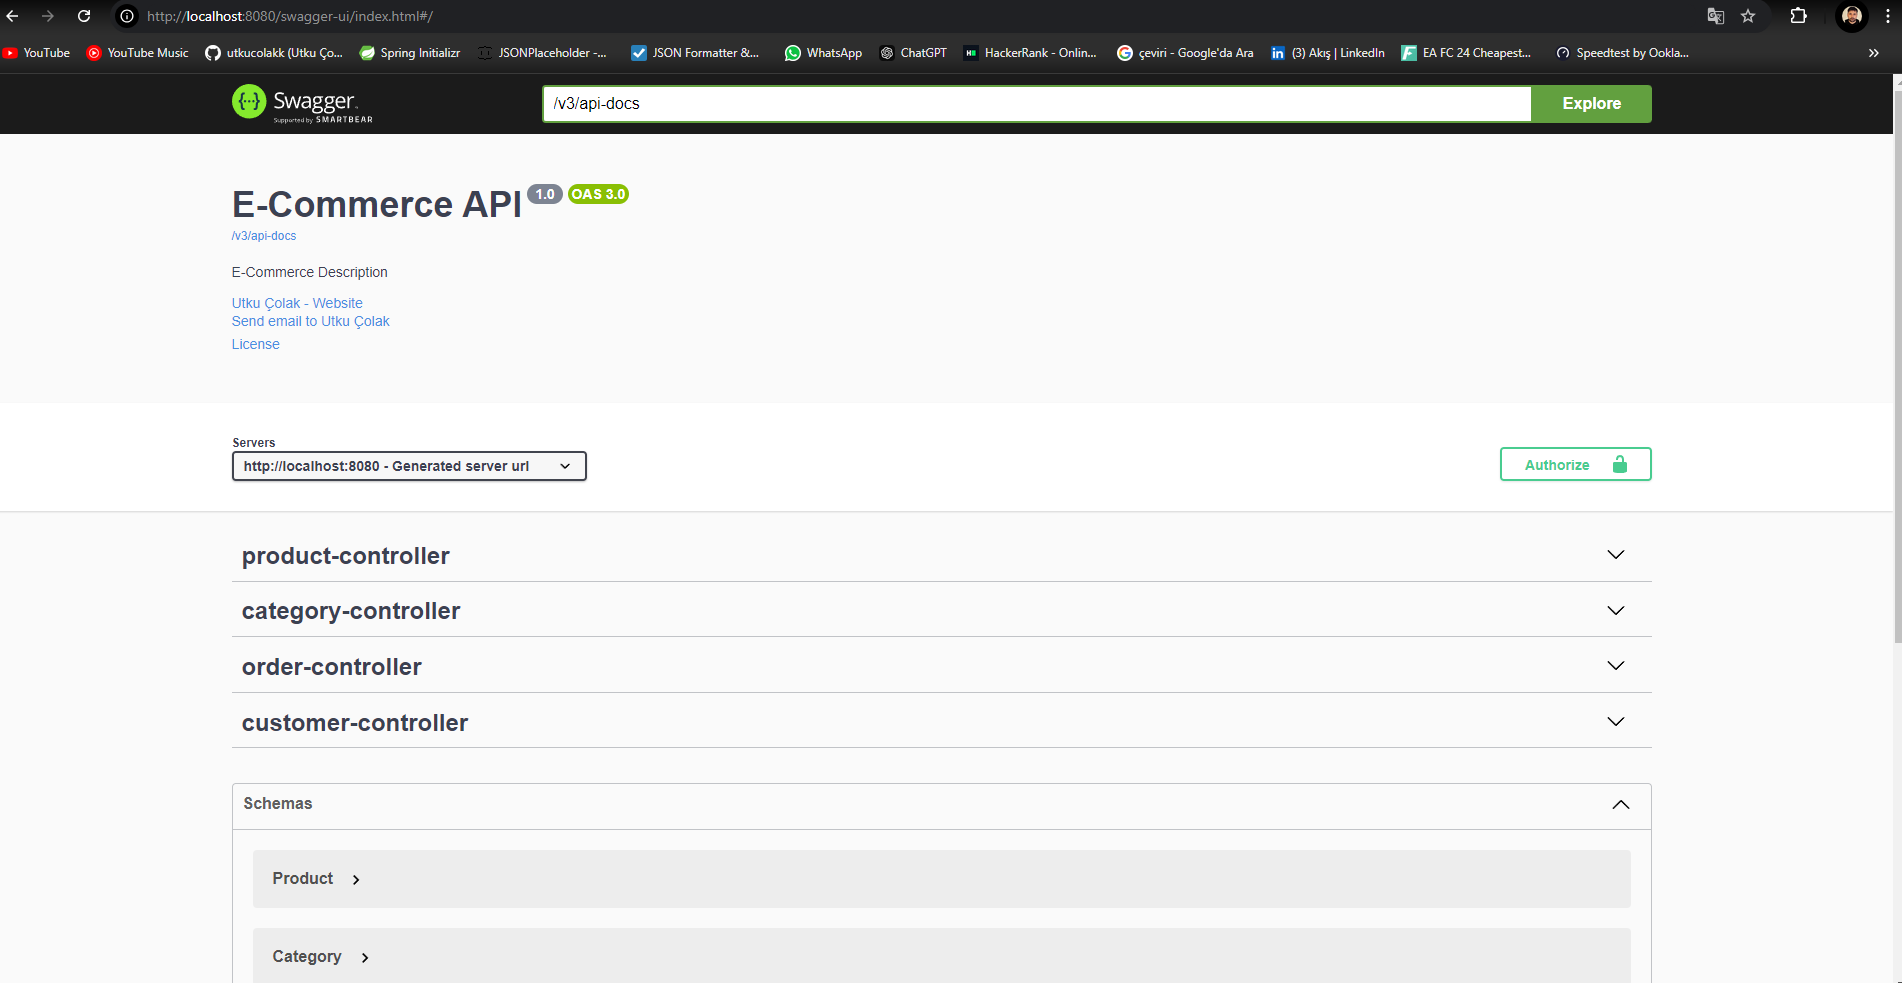 http://localhost:8080/swagger-ui/index.html#/
YouTube
YouTube Music
utkucolakk (Utku Ço...
Spring Initializr
JSONPlaceholder -...
JSON Formatter &...
WhatsApp
ChatGPT
HackerRank - Onlin...
çeviri - Google'da Ara
(3) Akış | LinkedIn
EA FC 24 Cheapest...
Speedtest by Ookla...
Swagger
Supported by SMARTBEAR
/v3/api-docs
Explore
E-Commerce API 1.0 OAS 3.0
/v3/api-docs
E-Commerce Description
Utku Çolak - Website
Send email to Utku Çolak
License
Servers
http://localhost:8080 - Generated server url
Authorize
product-controller
category-controller
order-controller
customer-controller
Schemas
Product
Category